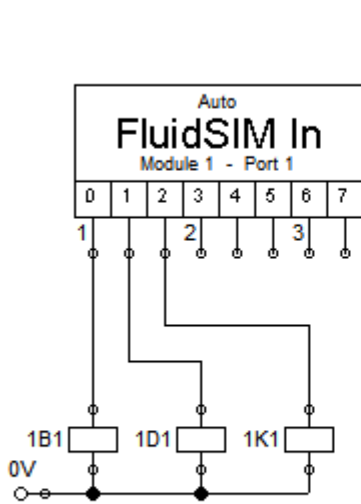 Auto
FluidSIM In
Module 1 - Port 1
0 1 2 3 4 5 6 7
1 2 3
1B1 1D1 1K1
0V